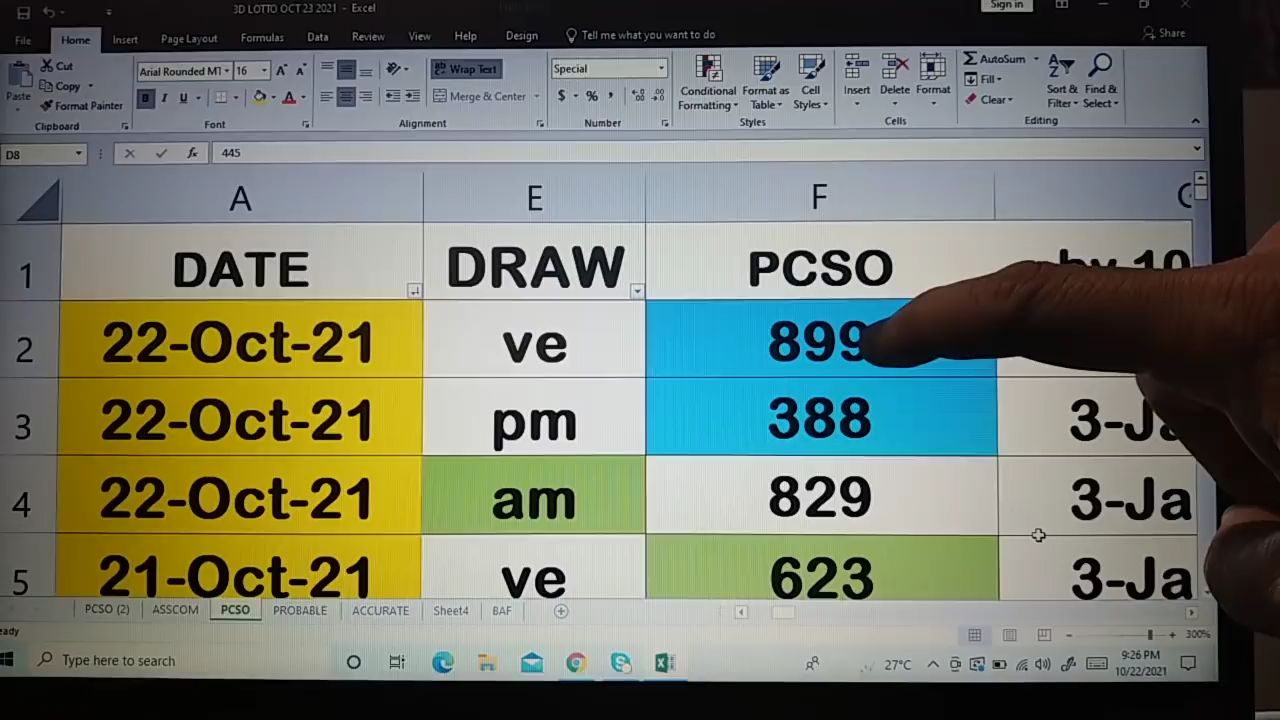 3D LOTTO OCT 23 2021 - Excel
Sign in
File Home Insert Page Layout Formulas Data Review View Help Design Tell me what you want to do Share
Paste Cut Copy Format Painter Clipboard
Arial Rounded MT 16 A A B I U A Font
Wrap Text Merge & Center Alignment
Special $ % , Number
Conditional Formatting Format as Table Cell Styles Styles
Insert Delete Format Cells
AutoSum Fill Clear Sort & Filter Find & Select Editing
D8 fx 445
A E F
1 DATE DRAW PCSO by 10
2 22-Oct-21 ve 899
3 22-Oct-21 pm 388 3-Ja
4 22-Oct-21 am 829 3-Ja
5 21-Oct-21 ve 623 3-Ja
PCSO (2) ASSCOM PCSO PROBABLE ACCURATE Sheet4 BAF
eady 300%
Type here to search 27°C 9:26 PM
10/22/2021